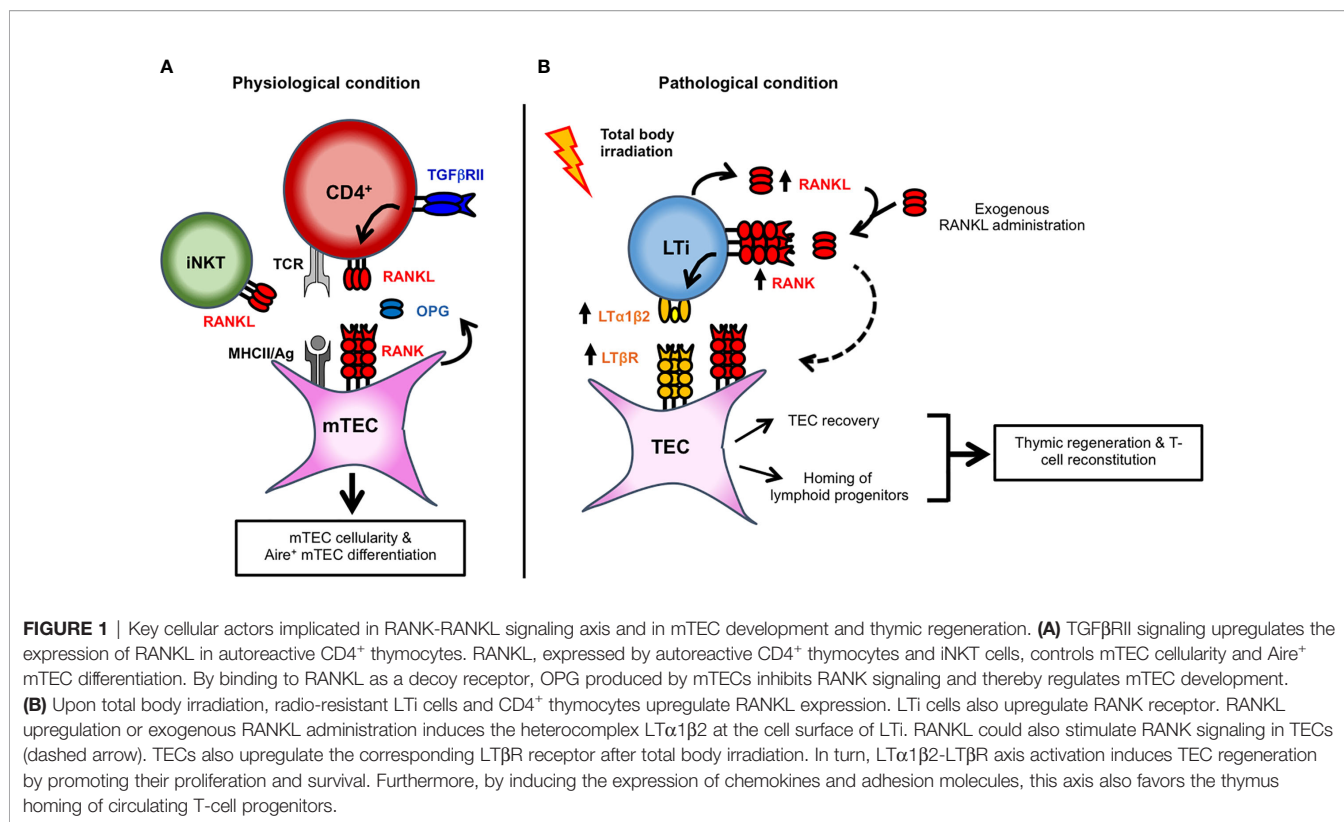 A
Physiological condition
CD4+
TGFβRII
iNKT
TCR
RANKL
RANKL
OPG
MHCII/Ag
RANK
mTEC
mTEC cellularity &
Aire+ mTEC differentiation
B
Pathological condition
Total body
irradiation
RANKL
Exogenous
RANKL administration
LTi
RANK
LTα1β2
LTβR
TEC
TEC recovery
Homing of
lymphoid progenitors
Thymic regeneration & T-
cell reconstitution
FIGURE 1 | Key cellular actors implicated in RANK-RANKL signaling axis and in mTEC development and thymic regeneration. (A) TGFβRII signaling upregulates the
expression of RANKL in autoreactive CD4+ thymocytes. RANKL, expressed by autoreactive CD4+ thymocytes and iNKT cells, controls mTEC cellularity and Aire+
mTEC differentiation. By binding to RANKL as a decoy receptor, OPG produced by mTECs inhibits RANK signaling and thereby regulates mTEC development.
(B) Upon total body irradiation, radio-resistant LTi cells and CD4+ thymocytes upregulate RANKL expression. LTi cells also upregulate RANK receptor. RANKL
upregulation or exogenous RANKL administration induces the heterocomplex LTα1β2 at the cell surface of LTi. RANKL could also stimulate RANK signaling in TECs
(dashed arrow). TECs also upregulate the corresponding LTβR receptor after total body irradiation. In turn, LTα1β2-LTβR axis activation induces TEC regeneration
by promoting their proliferation and survival. Furthermore, by inducing the expression of chemokines and adhesion molecules, this axis also favors the thymus
homing of circulating T-cell progenitors.